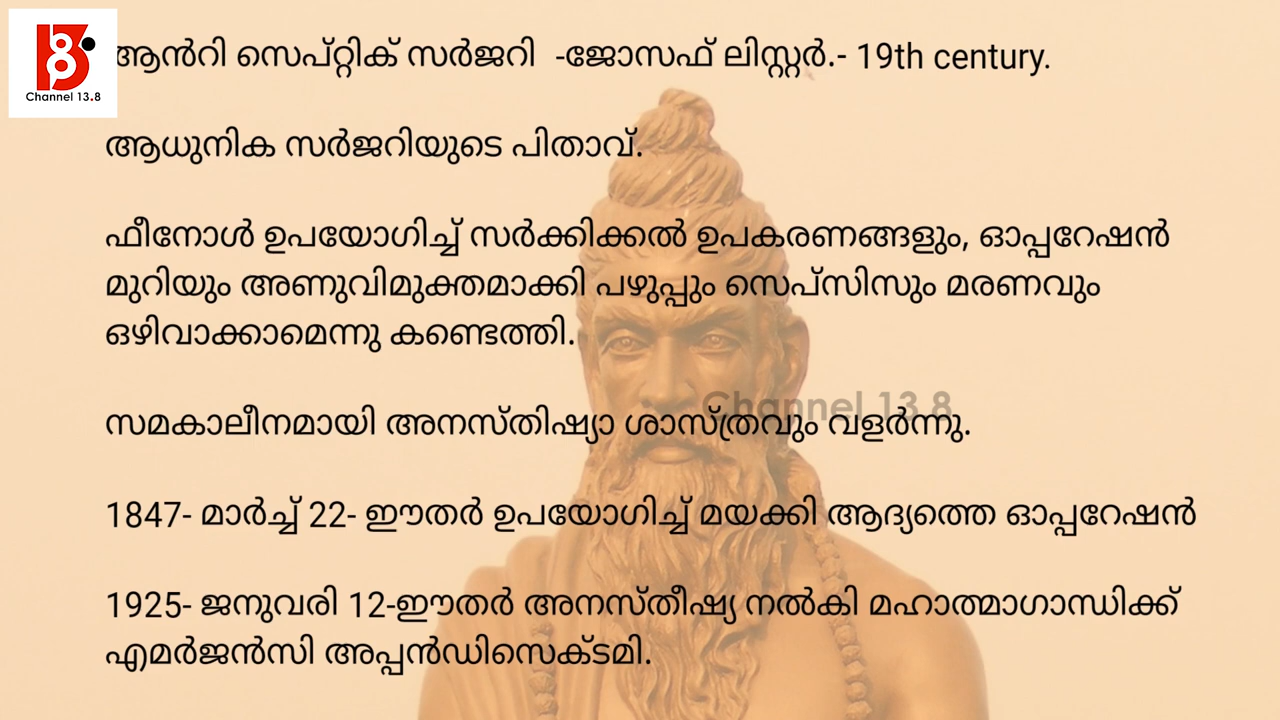 Channel 13.8
ആൻറി സെപ്റ്റിക് സർജറി -ജോസഫ് ലിസ്റ്റർ.- 19th century.
ആധുനിക സർജറിയുടെ പിതാവ്.
ഫീനോൾ ഉപയോഗിച്ച് സർക്കിക്കൽ ഉപകരണങ്ങളും, ഓപ്പറേഷൻ
മുറിയും അണുവിമുക്തമാക്കി പഴുപ്പും സെപ്സിസും മരണവും
ഒഴിവാക്കാമെന്നു കണ്ടെത്തി.
Channel 13.8
സമകാലീനമായി അനസ്തിഷ്യാ ശാസ്ത്രവും വളർന്നു.
1847- മാർച്ച് 22- ഈതർ ഉപയോഗിച്ച് മയക്കി ആദ്യത്തെ ഓപ്പറേഷൻ
1925- ജനുവരി 12-ഈതർ അനസ്തീഷ്യ നൽകി മഹാത്മാഗാന്ധിക്ക്
എമർജൻസി അപ്പൻഡിസെക്ടമി.